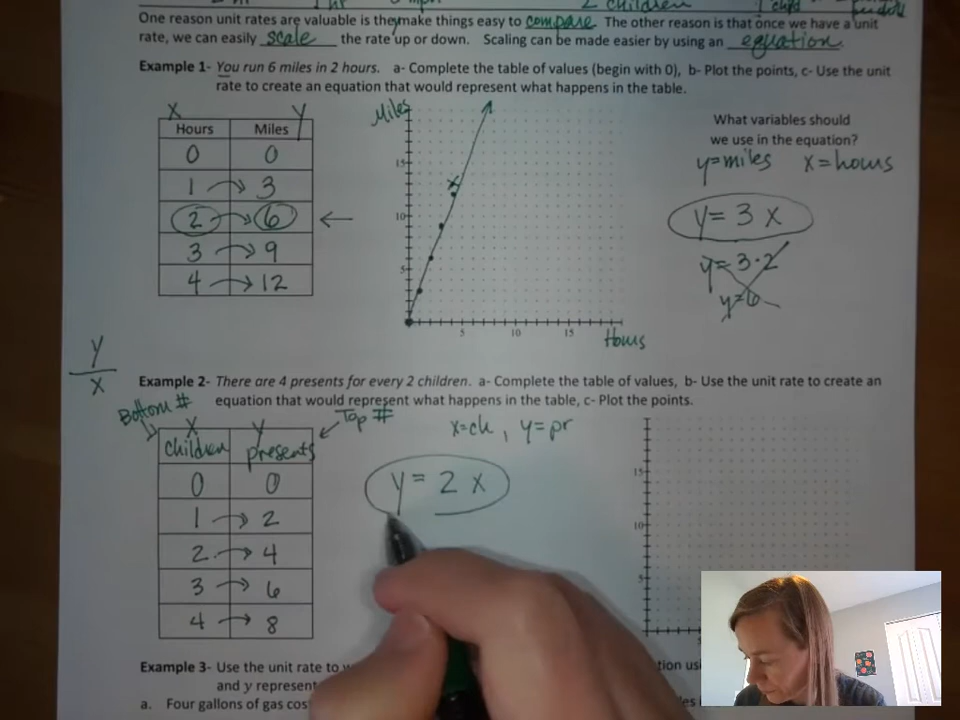 2 children
One reason unit rates are valuable is they make things easy to compare. The other reason is that once we have a unit
rate, we can easily scale the rate up or down. Scaling can be made easier by using an equation.
Example 1- You run 6 miles in 2 hours. a- Complete the table of values (begin with 0), b- Plot the points, c- Use the unit
rate to create an equation that would represent what happens in the table.
x y
Hours Miles
0 0
1 3
2 6
3 9
4 12
Miles
15
10
5
5 10 15
Hours
What variables should
we use in the equation?
y=miles x=hours
y= 3 x
y= 3·2
y=6
y
x
Example 2- There are 4 presents for every 2 children. a- Complete the table of values, b- Use the unit rate to create an
equation that would represent what happens in the table, c- Plot the points.
Bottom #
Top #
x y
children presents
0 0
1 2
2 4
3 6
4 8
x=ch, y=pr
y= 2 x
15
10
5
Example 3- Use the unit rate to
and y represent
a. Four gallons of gas